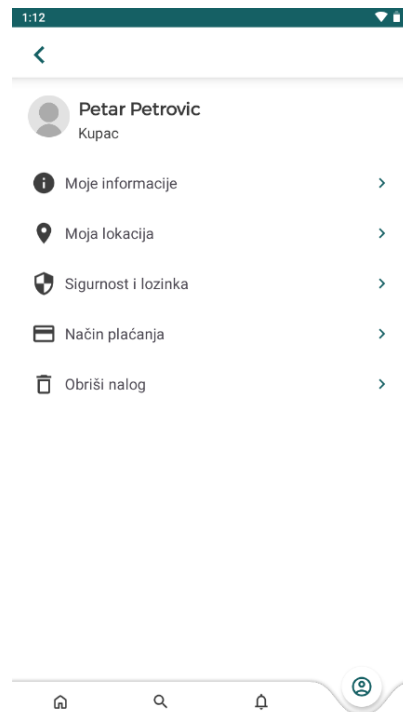 1:12
Petar Petrovic
Kupac
Moje informacije
Moja lokacija
Sigurnost i lozinka
Način plaćanja
Obriši nalog